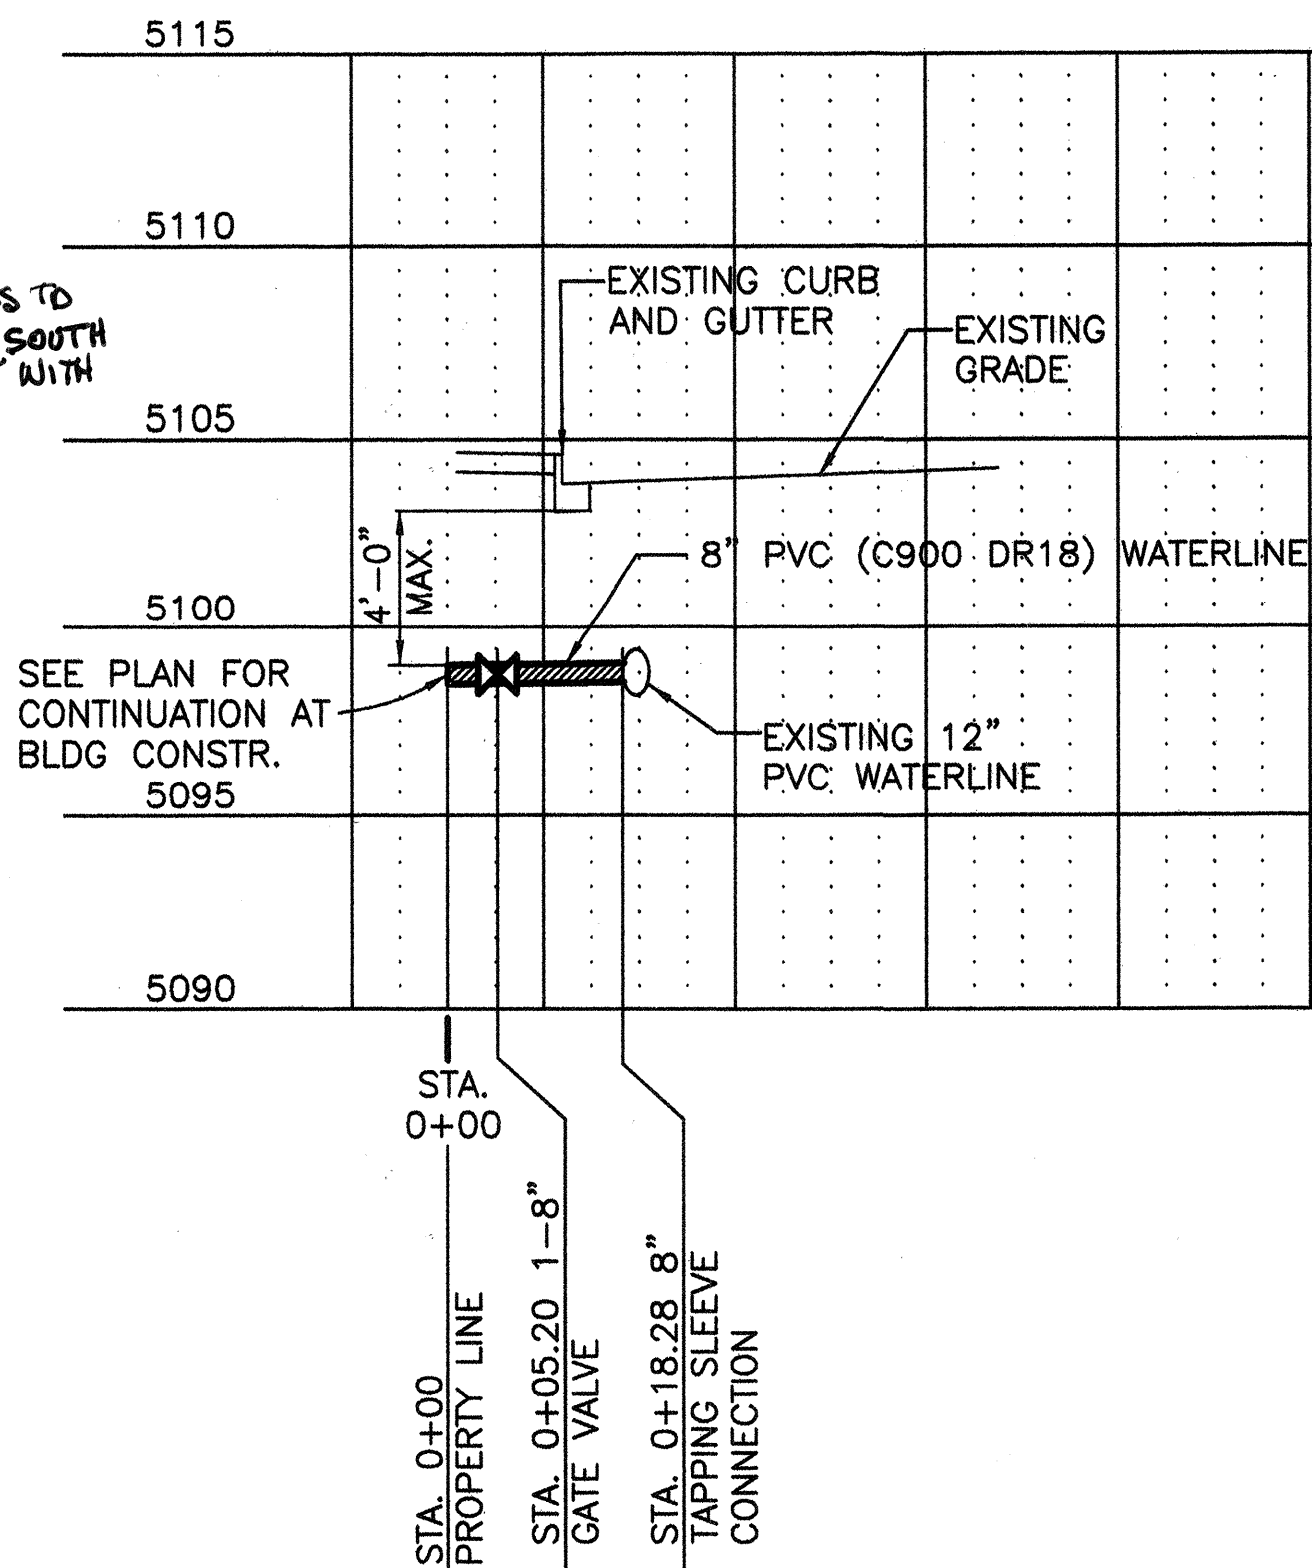 5115
5110
S TO
SOUTH
WITH
EXISTING CURB
AND GUTTER
EXISTING
GRADE
5105
4'-0"
MAX.
8" PVC (C900 DR18) WATERLINE
5100
SEE PLAN FOR
CONTINUATION AT
BLDG CONSTR.
EXISTING 12"
PVC WATERLINE
5095
5090
STA.
0+00
STA. 0+00
PROPERTY LINE
STA. 0+05.20 1-8"
GATE VALVE
STA. 0+18.28 8"
TAPPING SLEEVE
CONNECTION